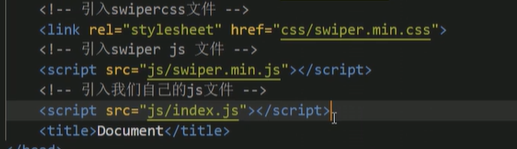 <!-- 引入swipercss文件 -->
<link rel="stylesheet" href="css/swiper.min.css">
<!-- 引入swiper js 文件 -->
<script src="js/swiper.min.js"></script>
<!-- 引入我们自己的js文件 -->
<script src="js/index.js"></script>
<title>Document</title>
</head>